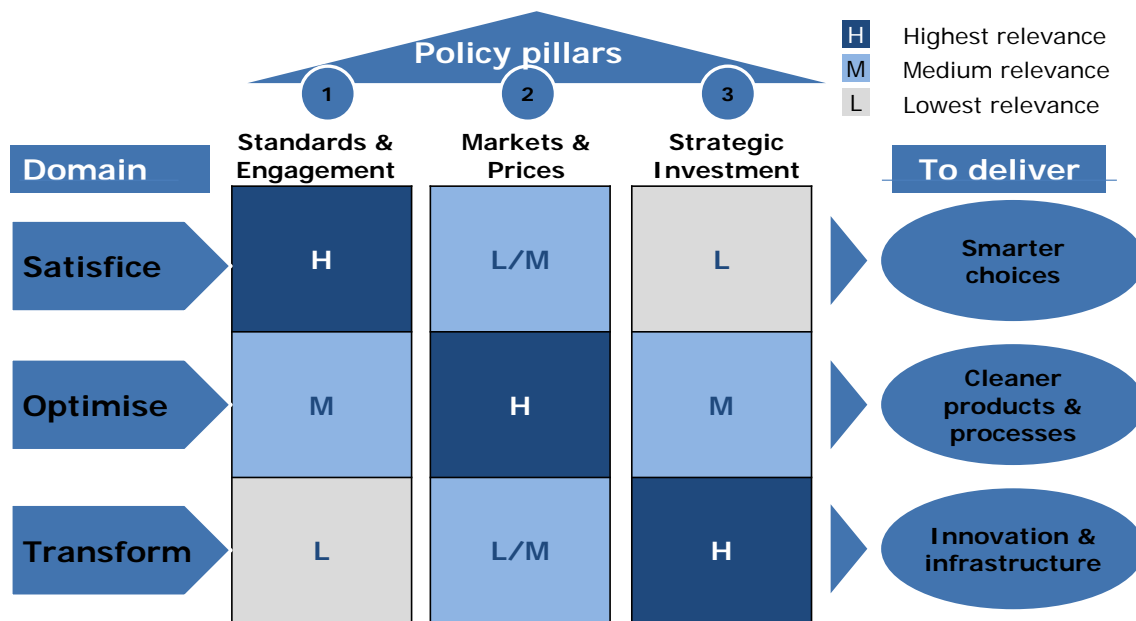 Policy pillars
H Highest relevance
M Medium relevance
L Lowest relevance
1
2
3
Standards &
Engagement
Markets &
Prices
Strategic
Investment
Domain
To deliver
Satisfice
H
L/M
L
Smarter
choices
Optimise
M
H
M
Cleaner
products &
processes
Transform
L
L/M
H
Innovation &
infrastructure